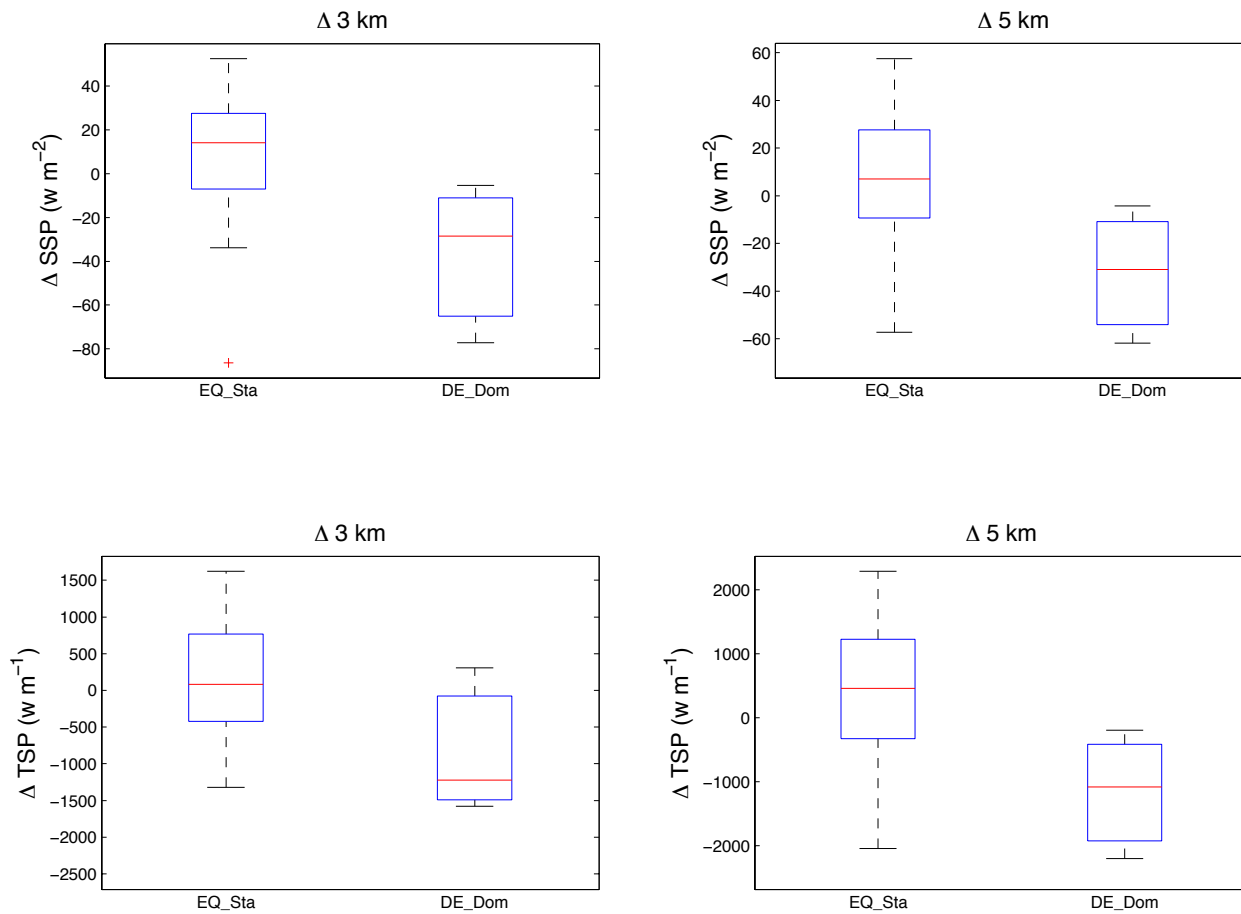 Δ 3 km
40
20
0
−20
−40
−60
−80
Δ SSP (w m⁻²)
EQ_Sta
DE_Dom
Δ 5 km
60
40
20
0
−20
−40
−60
Δ SSP (w m⁻²)
EQ_Sta
DE_Dom
Δ 3 km
1500
1000
500
0
−500
−1000
−1500
−2000
−2500
Δ TSP (w m⁻¹)
EQ_Sta
DE_Dom
Δ 5 km
2000
1000
0
−1000
−2000
Δ TSP (w m⁻¹)
EQ_Sta
DE_Dom